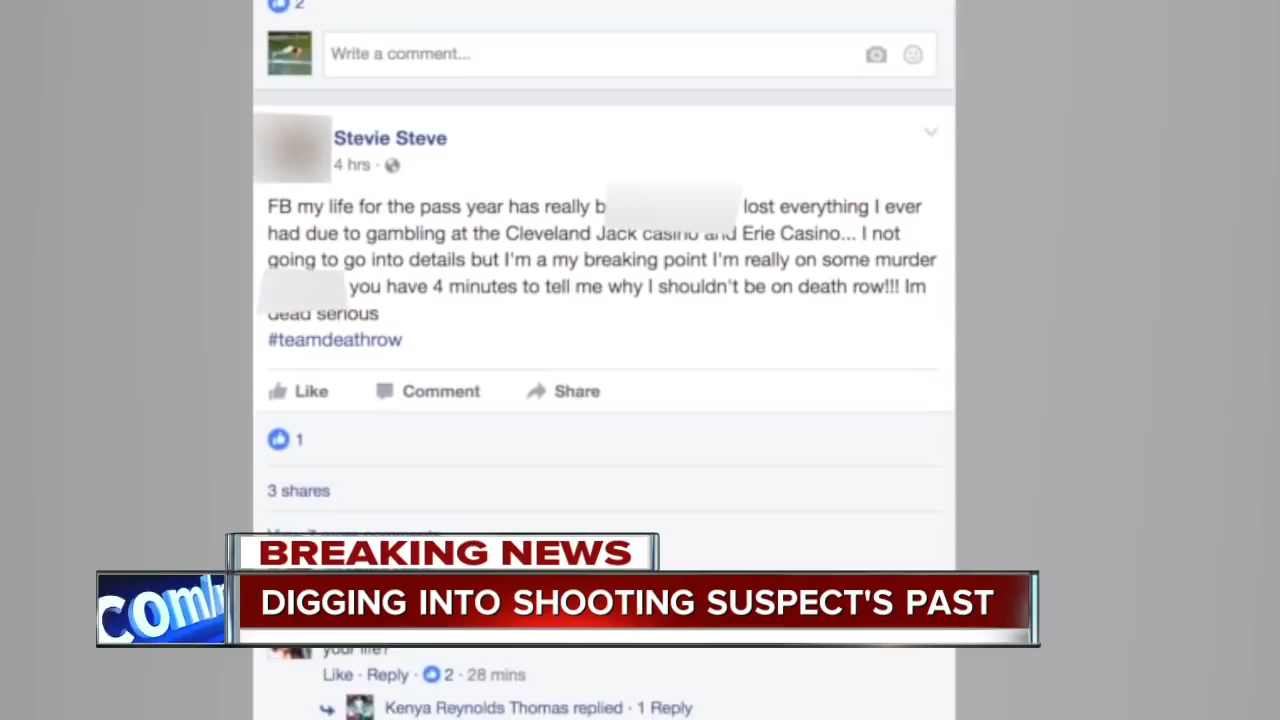 2
Write a comment...
Stevie Steve
4 hrs ·
FB my life for the pass year has really b lost everything I ever
had due to gambling at the Cleveland Jack casino and Erie Casino... I not
going to go into details but I'm a my breaking point I'm really on some murder
you have 4 minutes to tell me why I shouldn't be on death row!!! Im
dead serious
#teamdeathrow
Like Comment Share
1
3 shares
BREAKING NEWS
DIGGING INTO SHOOTING SUSPECT'S PAST
your life?
Like · Reply · 2 · 28 mins
Kenya Reynolds Thomas replied · 1 Reply